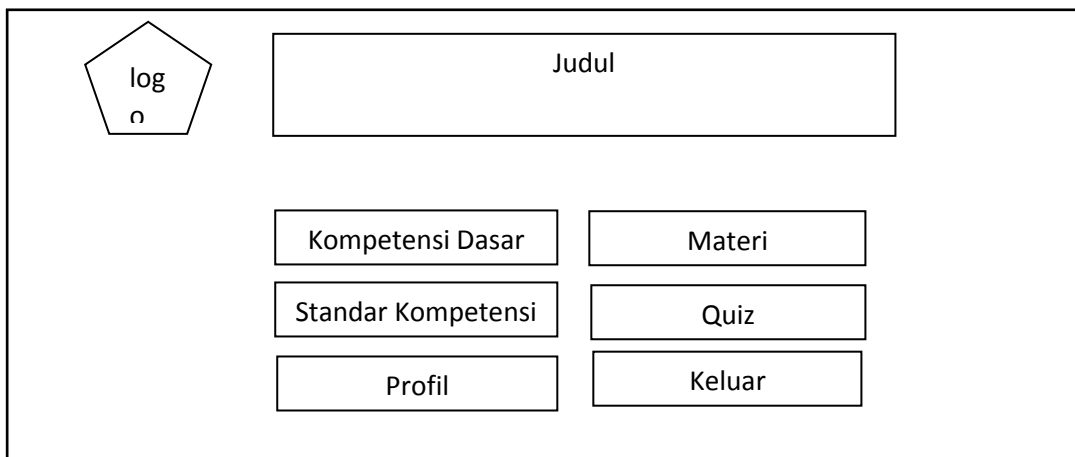 log
o
Judul
Kompetensi Dasar
Materi
Standar Kompetensi
Quiz
Profil
Keluar